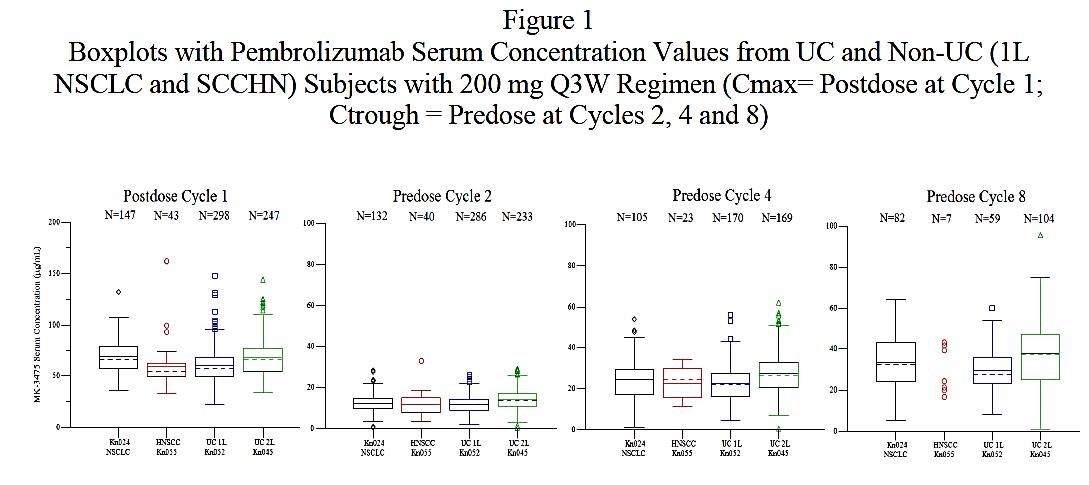 Figure 1
Boxplots with Pembrolizumab Serum Concentration Values from UC and Non-UC (1L
NSCLC and SCCHN) Subjects with 200 mg Q3W Regimen (Cmax= Postdose at Cycle 1;
Ctrough = Predose at Cycles 2, 4 and 8)
Postdose Cycle 1
N=147 N=43 N=298 N=247
MK-3475 Serum Concentration (µg/mL)
200
150
100
50
0
Kn024 HNSCC UC 1L UC 2L
NSCLC Kn055 Kn052 Kn045
Predose Cycle 2
N=132 N=40 N=286 N=233
100
80
60
40
20
0
Kn024 HNSCC UC 1L UC 2L
NSCLC Kn055 Kn052 Kn045
Predose Cycle 4
N=105 N=23 N=170 N=169
100
80
60
40
20
0
Kn024 HNSCC UC 1L UC 2L
NSCLC Kn055 Kn052 Kn045
Predose Cycle 8
N=82 N=7 N=59 N=104
100
80
60
40
20
0
Kn024 HNSCC UC 1L UC 2L
NSCLC Kn055 Kn052 Kn045